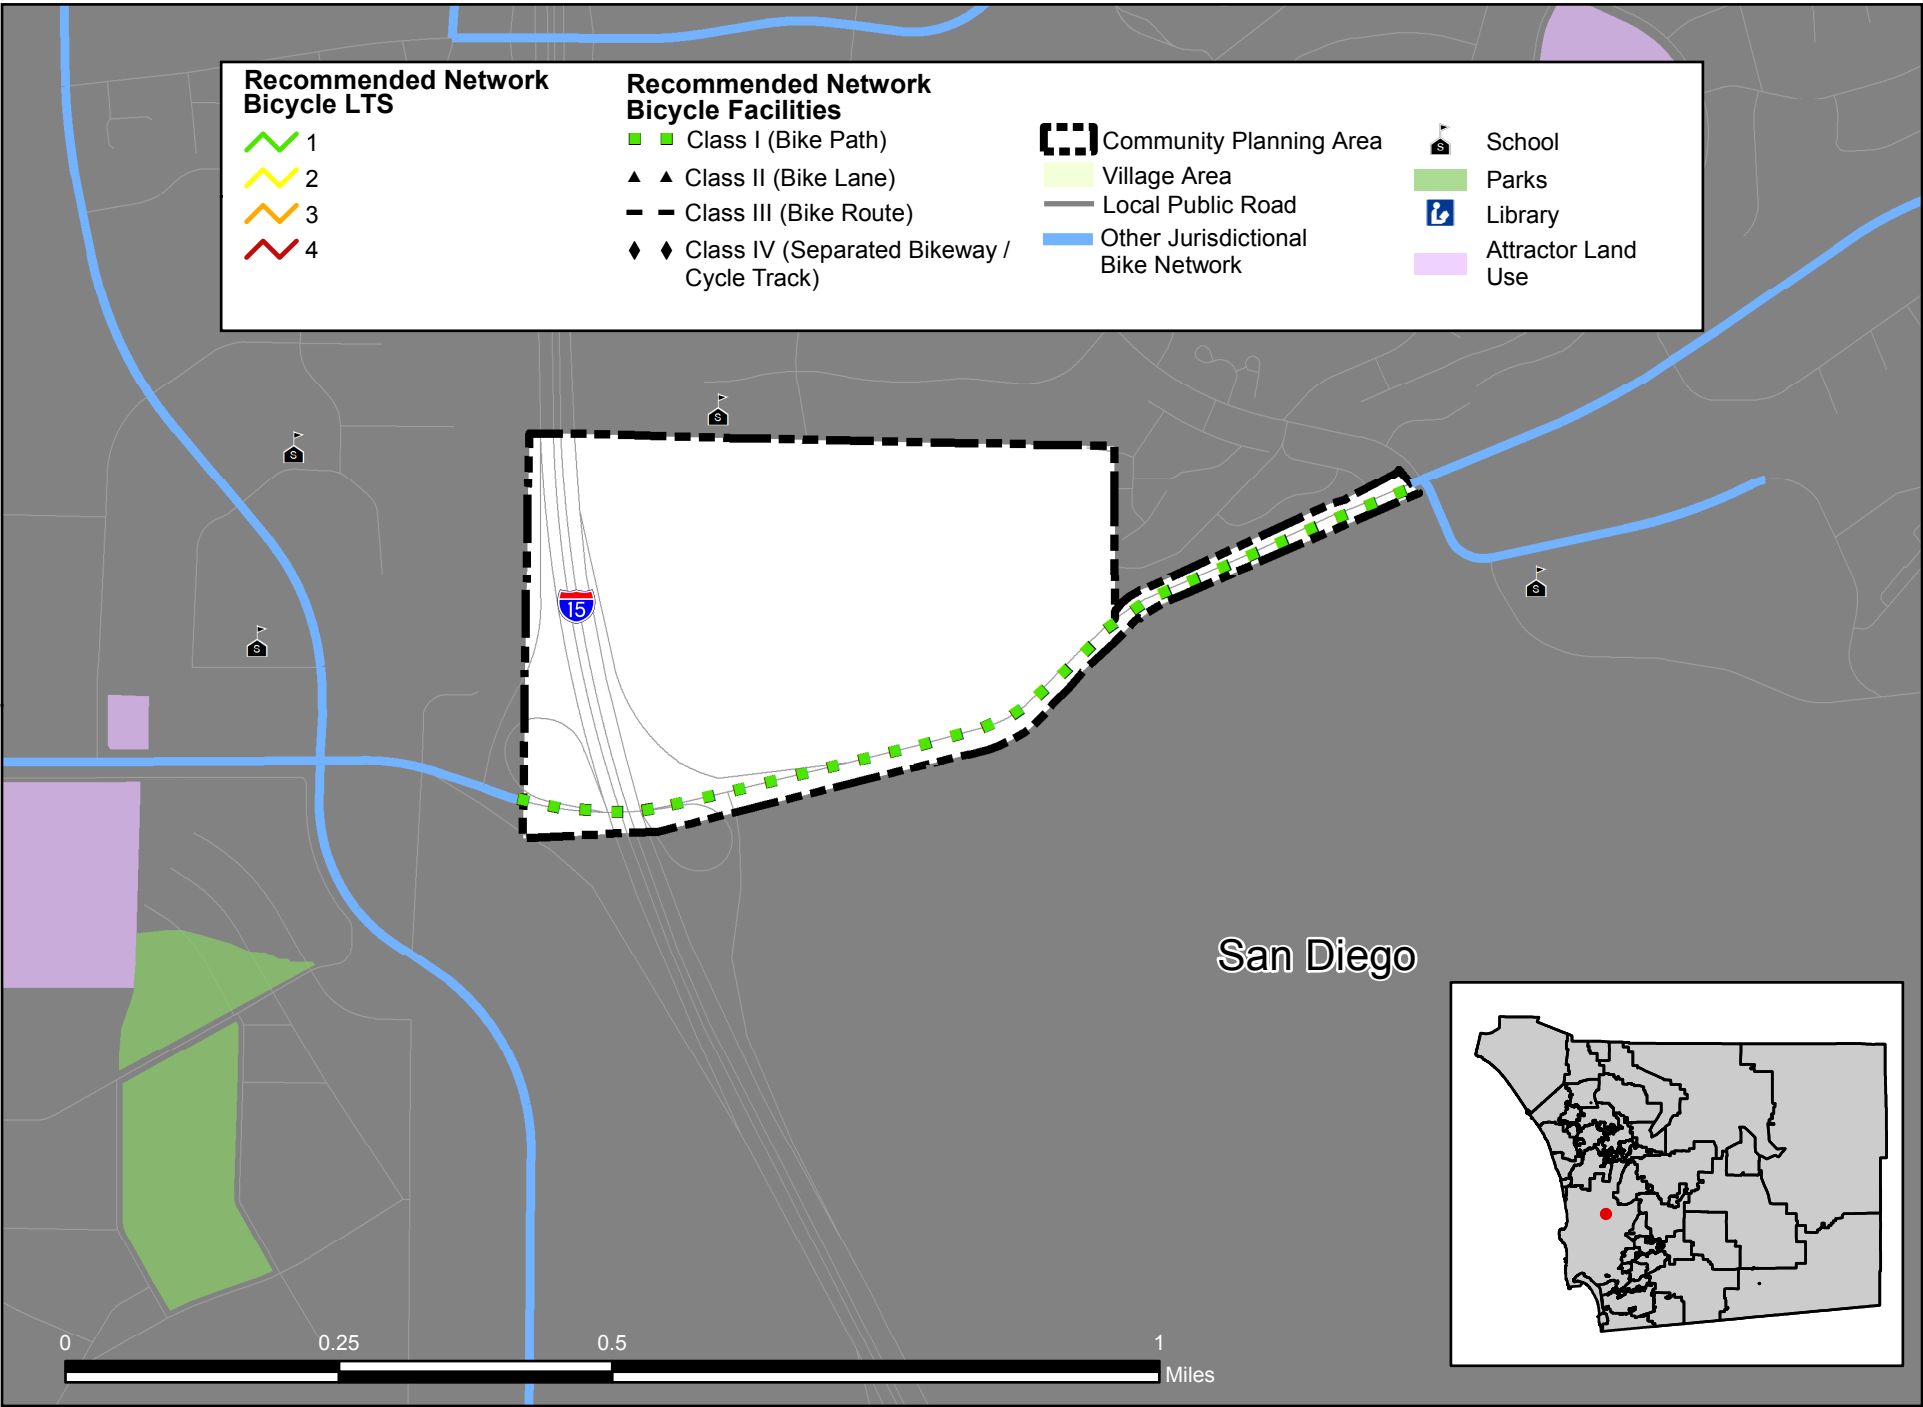 Recommended Network
Bicycle LTS
1
2
3
4
Recommended Network
Bicycle Facilities
Class I (Bike Path)
Class II (Bike Lane)
Class III (Bike Route)
Class IV (Separated Bikeway /
Cycle Track)
Community Planning Area
Village Area
Local Public Road
Other Jurisdictional
Bike Network
S
School
Parks
Library
Attractor Land
Use
S
S
S
S
15
San Diego
0
0.25
0.5
1
Miles